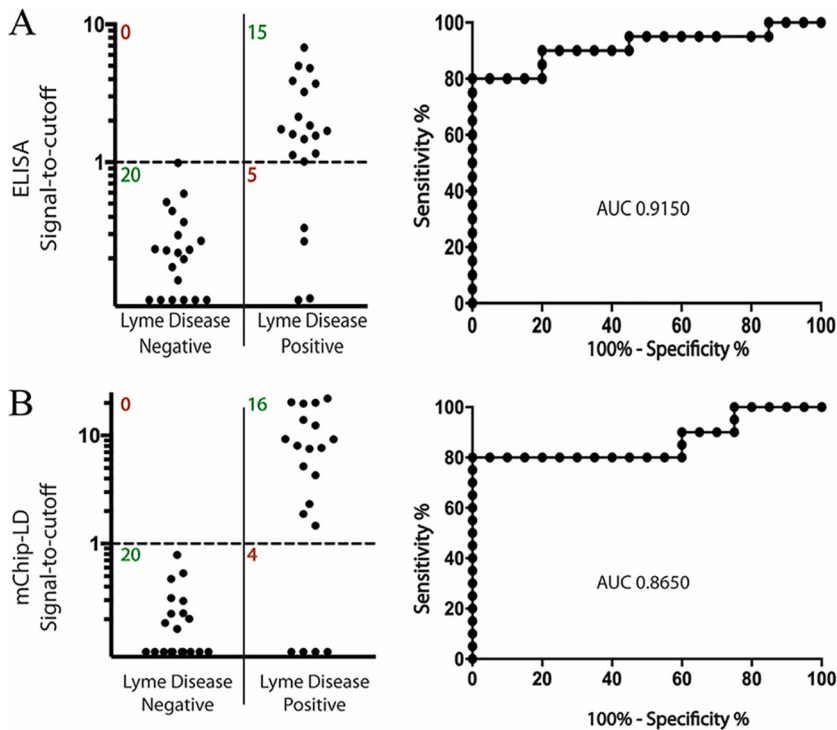 A
10
1
ELISA
Signal-to-cutoff
0
15
20
5
Lyme Disease
Negative
Lyme Disease
Positive
Sensitivity %
100
80
60
40
20
0
AUC 0.9150
0 20 40 60 80 100
100% - Specificity %
B
10
1
mChip-LD
Signal-to-cutoff
0
16
20
4
Lyme Disease
Negative
Lyme Disease
Positive
Sensitivity %
100
80
60
40
20
0
AUC 0.8650
0 20 40 60 80 100
100% - Specificity %